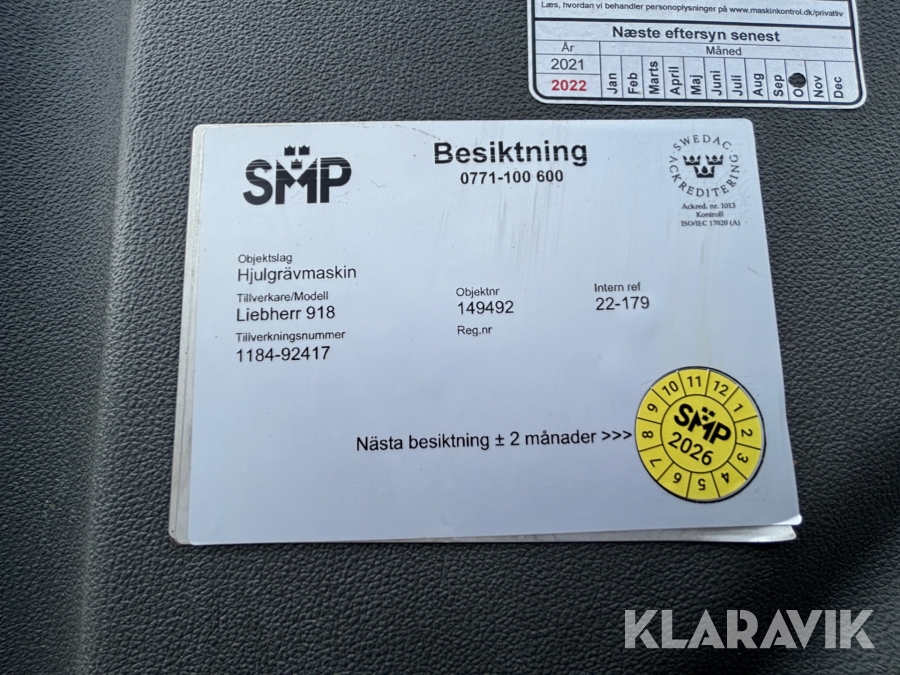 Læs, hvordan vi behandler personoplysninger på www.maskinkontrol.dk/privatliv
Næste eftersyn senest
År Måned
2021
2022 Jan Feb Marts April Maj Juni Juli Aug Sep Nov Dec
SMP
Besiktning
0771-100 600
SWEDAC ACKREDITERING
Ackred. nr. 1013
Kontroll
ISO/IEC 17020 (A)
Objektslag
Hjulgrävmaskin
Tillverkare/Modell
Liebherr 918
Tillverkningsnummer
1184-92417
Objektnr
149492
Reg.nr
Intern ref
22-179
Nästa besiktning ± 2 månader >>>
1 2 3 4 5 6 7 8 9 10 11 12
SMP
2026
KLARAVIK